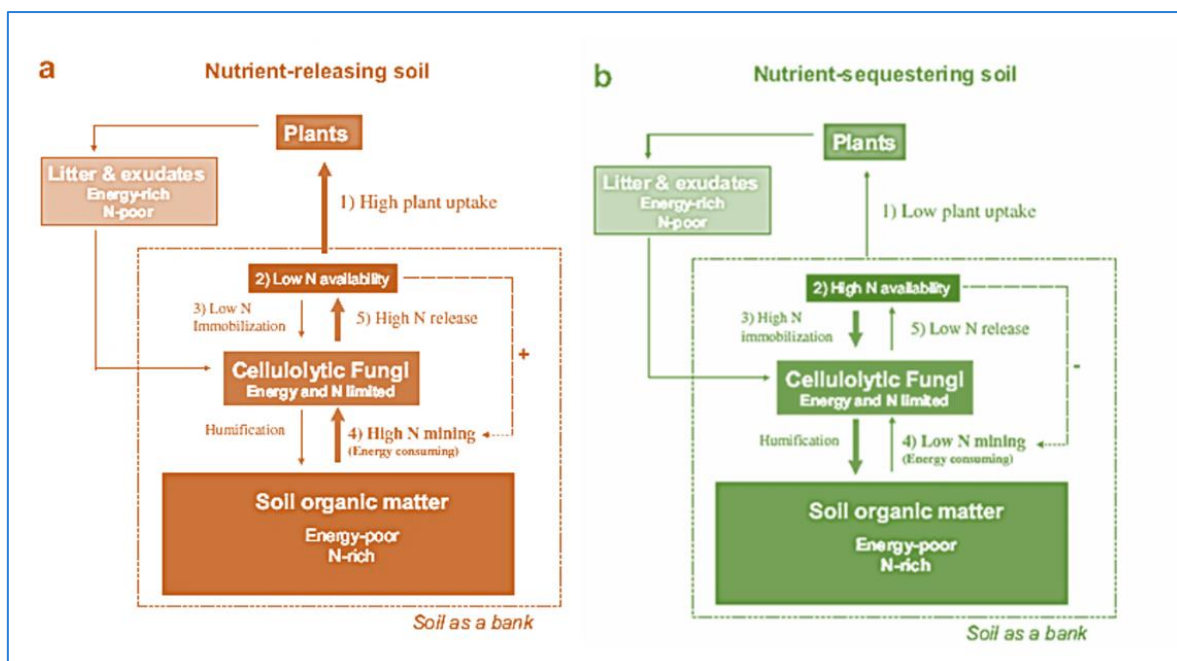 a
Nutrient-releasing soil
Plants
Litter & exudates
Energy-rich
N-poor
1) High plant uptake
2) Low N availability
3) Low N
Immobilization
5) High N release
+
Cellulolytic Fungi
Energy and N limited
Humification
4) High N mining
(Energy consuming)
Soil organic matter
Energy-poor
N-rich
Soil as a bank
b
Nutrient-sequestering soil
Plants
Litter & exudates
Energy-rich
N-poor
1) Low plant uptake
2) High N availability
3) High N
immobilization
5) Low N release
-
Cellulolytic Fungi
Energy and N limited
Humification
4) Low N mining
(Energy consuming)
Soil organic matter
Energy-poor
N-rich
Soil as a bank